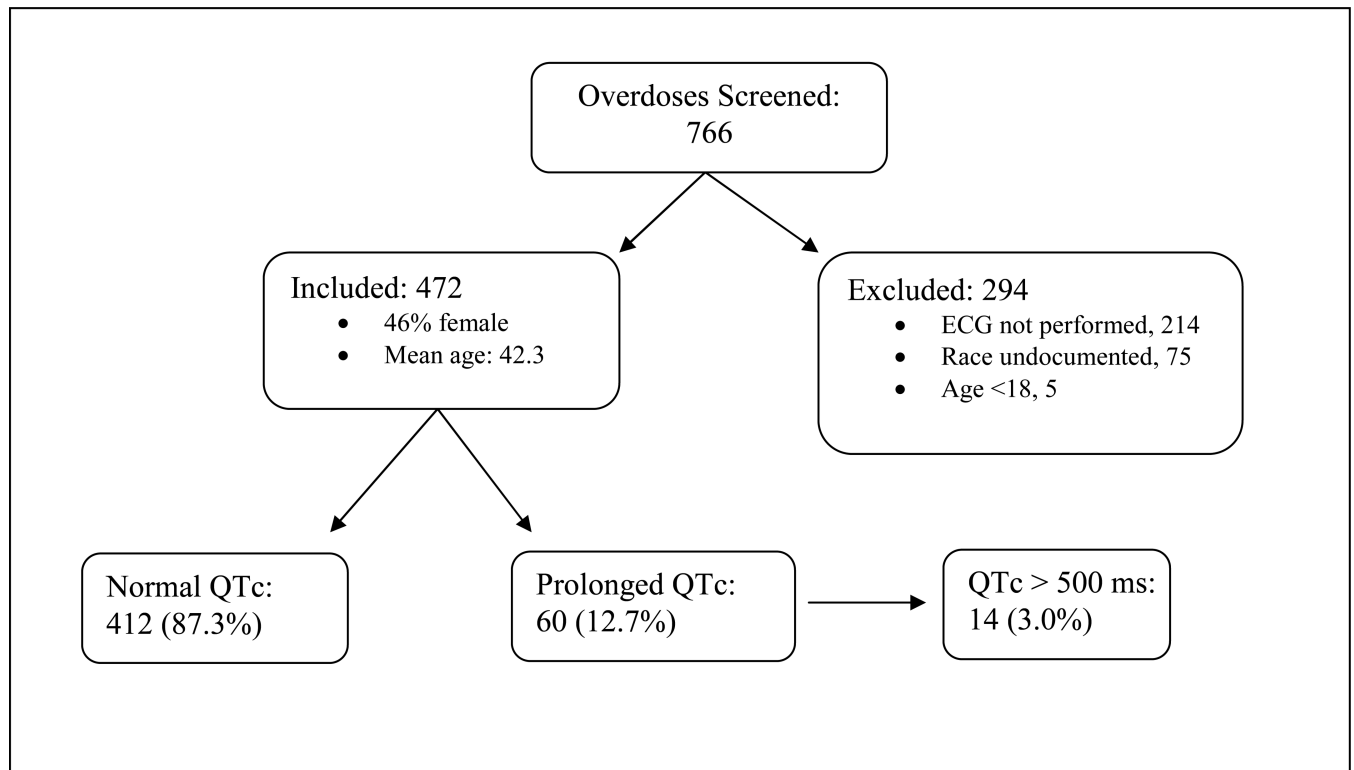 Overdoses Screened:
766
Included: 472
• 46% female
• Mean age: 42.3
Excluded: 294
• ECG not performed, 214
• Race undocumented, 75
• Age <18, 5
Normal QTc:
412 (87.3%)
Prolonged QTc:
60 (12.7%)
QTc > 500 ms:
14 (3.0%)